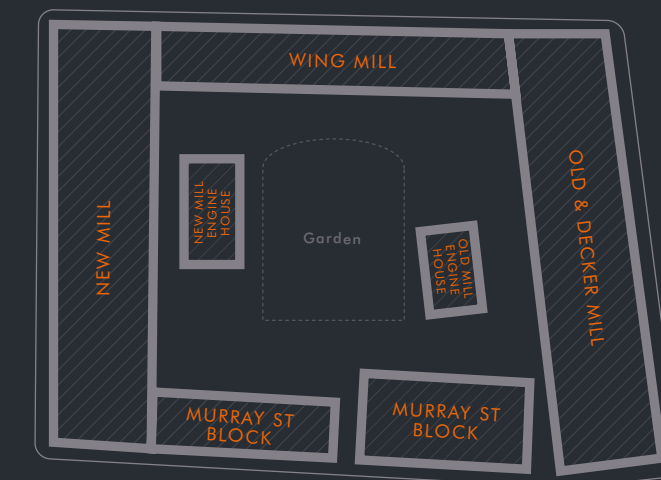 WING MILL
NEW MILL
NEW MILL
ENGINE
HOUSE
Garden
OLD MILL
ENGINE
HOUSE
OLD & DECKER MILL
MURRAY ST
BLOCK
MURRAY ST
BLOCK